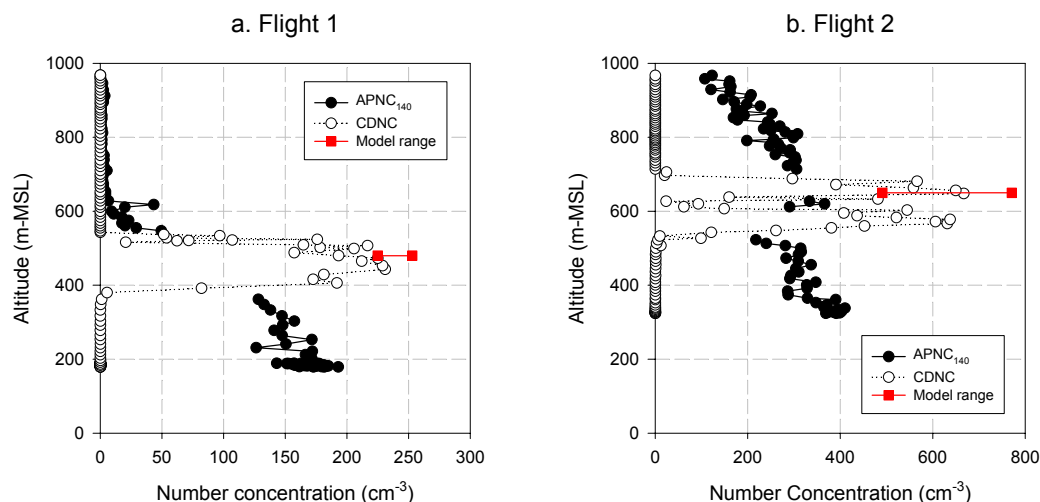 a. Flight 1
1000
800
600
400
200
0
Altitude (m-MSL)
0 50 100 150 200 250 300
Number concentration (cm⁻³)
APNC₁₄₀
CDNC
Model range
b. Flight 2
1000
800
600
400
200
0
Altitude (m-MSL)
0 200 400 600 800
Number Concentration (cm⁻³)
APNC₁₄₀
CDNC
Model range